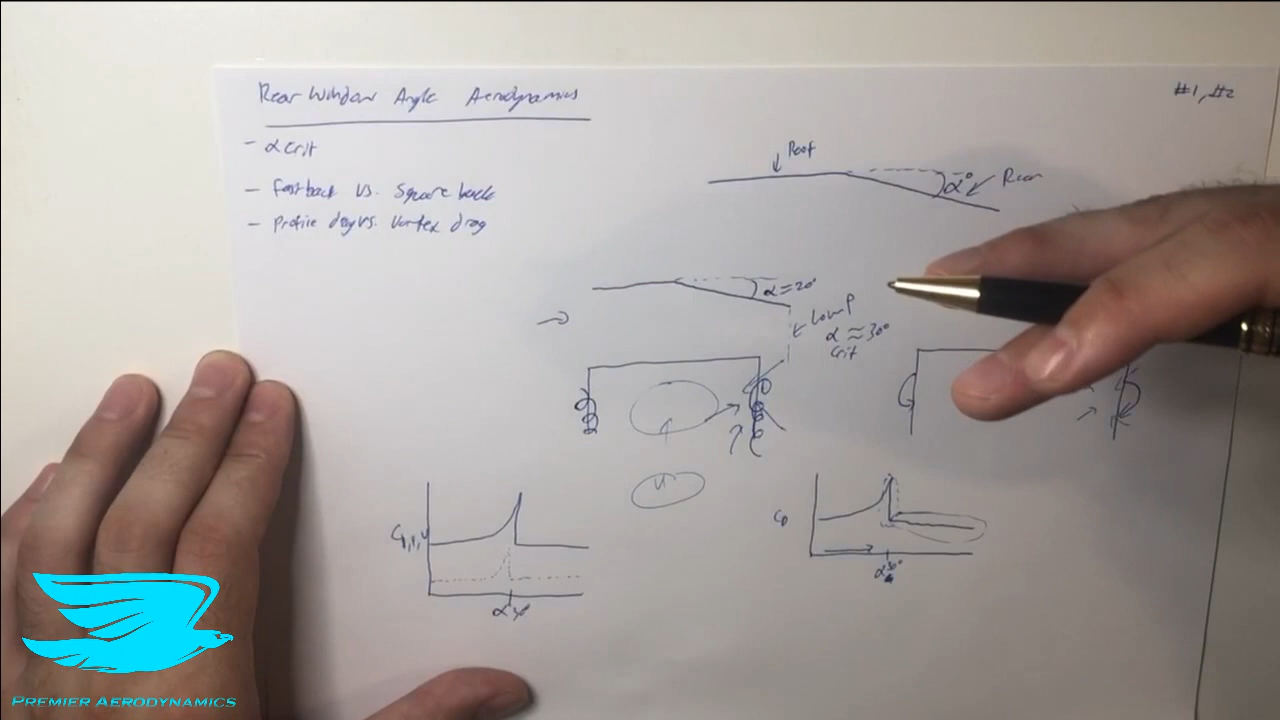 Rear Window Angle Aerodynamics
#1, #2
- α crit
- Fastback vs. Square back
- Profile drag vs. Vortex drag
Roof
α°
Rear
α=20°
Low P
α ≈ 30°
crit
CD
α 30°
PREMIER AERODYNAMICS